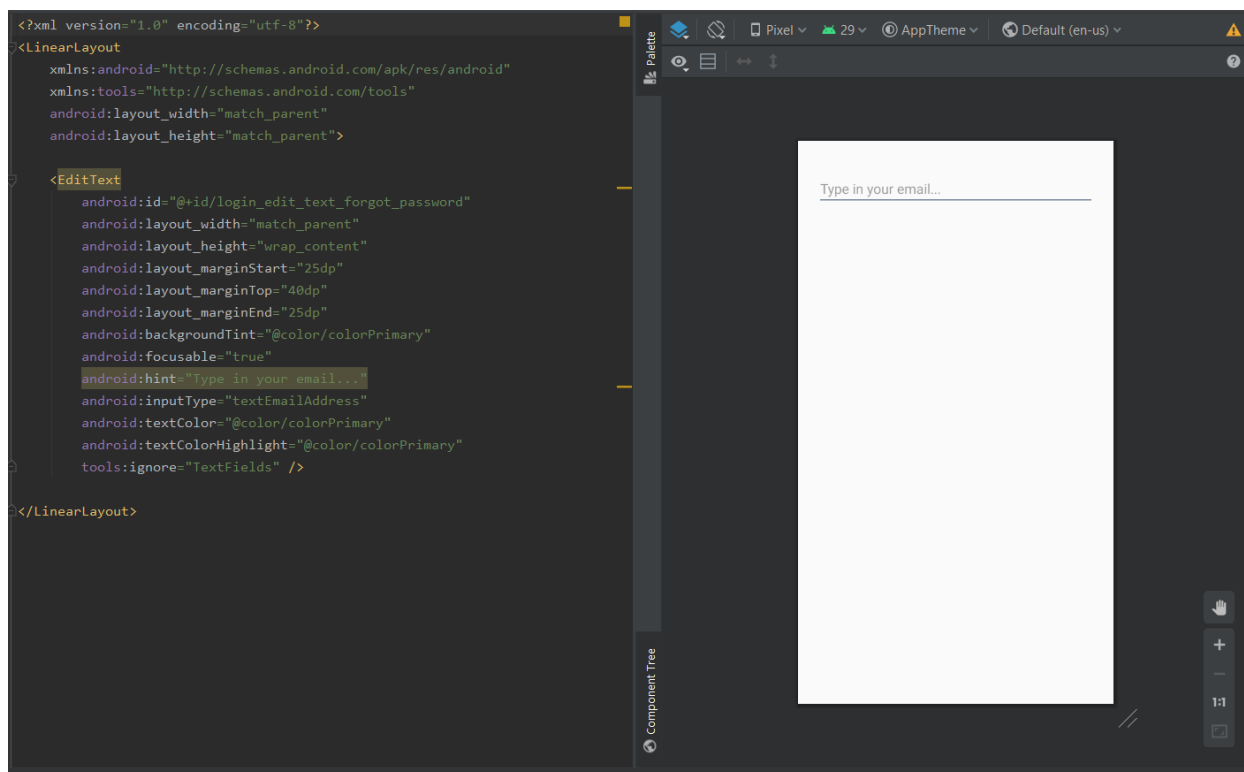 <?xml version="1.0" encoding="utf-8"?>
<LinearLayout
xmlns:android="http://schemas.android.com/apk/res/android"
xmlns:tools="http://schemas.android.com/tools"
android:layout_width="match_parent"
android:layout_height="match_parent">
<EditText
android:id="@+id/login_edit_text_forgot_password"
android:layout_width="match_parent"
android:layout_height="wrap_content"
android:layout_marginStart="25dp"
android:layout_marginTop="40dp"
android:layout_marginEnd="25dp"
android:backgroundTint="@color/colorPrimary"
android:focusable="true"
android:hint="Type in your email..."
android:inputType="textEmailAddress"
android:textColor="@color/colorPrimary"
android:textColorHighlight="@color/colorPrimary"
tools:ignore="TextFields" />
</LinearLayout>
Palette
Component Tree
Pixel 29 AppTheme Default (en-us)
Type in your email...
1:1